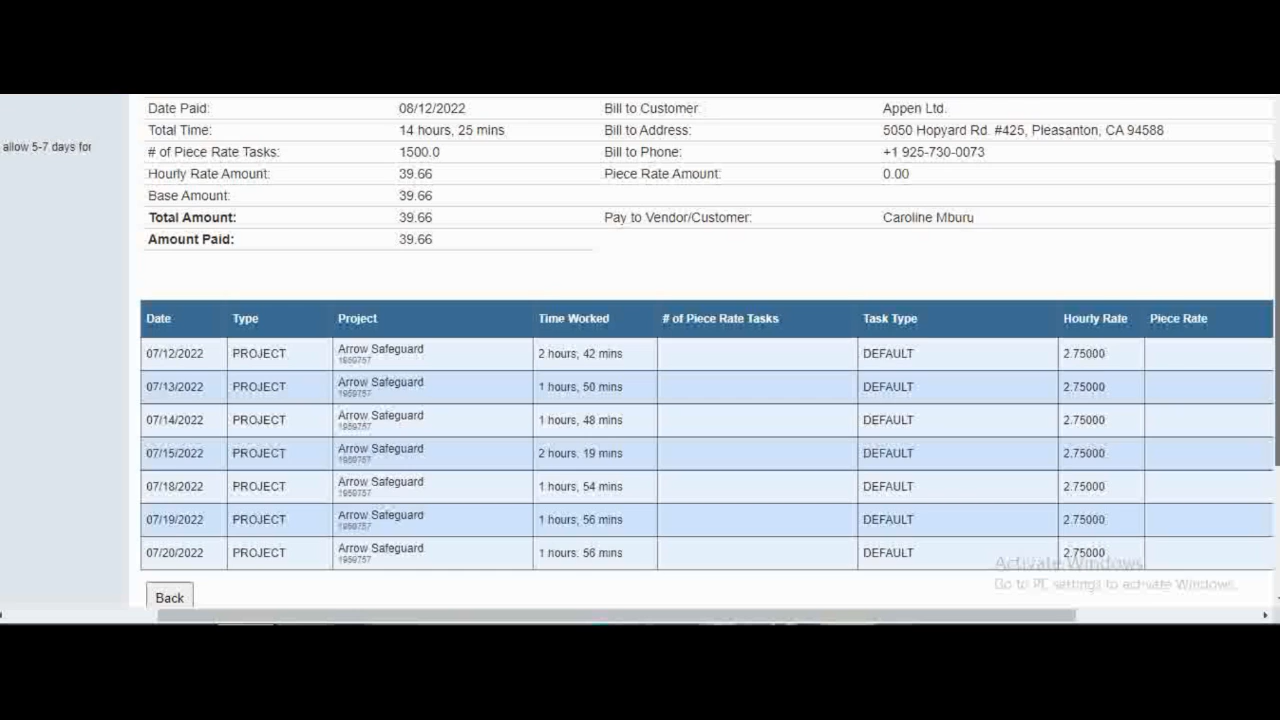 allow 5-7 days for
Date Paid: 08/12/2022 Bill to Customer: Appen Ltd.
Total Time: 14 hours, 25 mins Bill to Address: 5050 Hopyard Rd. #425, Pleasanton, CA 94588
# of Piece Rate Tasks: 1500.0 Bill to Phone: +1 925-730-0073
Hourly Rate Amount: 39.66 Piece Rate Amount: 0.00
Base Amount: 39.66
Total Amount: 39.66 Pay to Vendor/Customer: Caroline Mburu
Amount Paid: 39.66
Date Type Project Time Worked # of Piece Rate Tasks Task Type Hourly Rate Piece Rate
07/12/2022 PROJECT Arrow Safeguard 2 hours, 42 mins DEFAULT 2.75000
1959757
07/13/2022 PROJECT Arrow Safeguard 1 hours, 50 mins DEFAULT 2.75000
1959757
07/14/2022 PROJECT Arrow Safeguard 1 hours, 48 mins DEFAULT 2.75000
1959757
07/15/2022 PROJECT Arrow Safeguard 2 hours, 19 mins DEFAULT 2.75000
1959757
07/18/2022 PROJECT Arrow Safeguard 1 hours, 54 mins DEFAULT 2.75000
1959757
07/19/2022 PROJECT Arrow Safeguard 1 hours, 56 mins DEFAULT 2.75000
1959757
07/20/2022 PROJECT Arrow Safeguard 1 hours, 56 mins DEFAULT 2.75000
1959757
Activate Windows
Go to PC settings to activate Windows.
Back